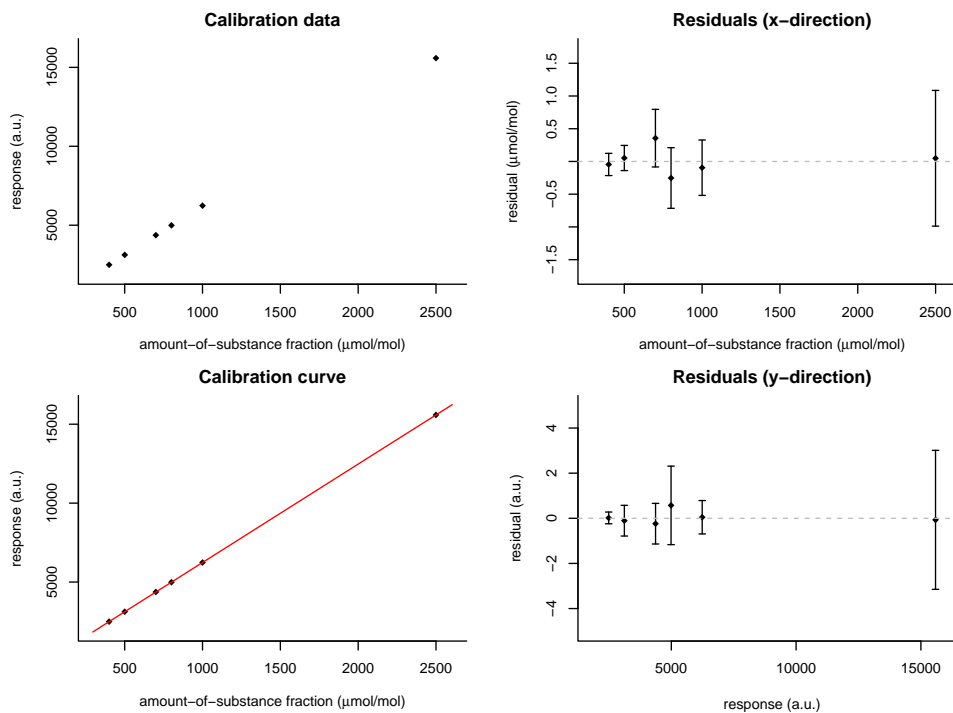 Calibration data
15000
10000
5000
response (a.u.)
500 1000 1500 2000 2500
amount−of−substance fraction (μmol/mol)
Residuals (x−direction)
1.5
1.0
0.5
−0.5
−1.5
residual (μmol/mol)
500 1000 1500 2000 2500
amount−of−substance fraction (μmol/mol)
Calibration curve
15000
10000
5000
response (a.u.)
500 1000 1500 2000 2500
amount−of−substance fraction (μmol/mol)
Residuals (y−direction)
4
2
0
−2
−4
residual (a.u.)
5000 10000 15000
response (a.u.)